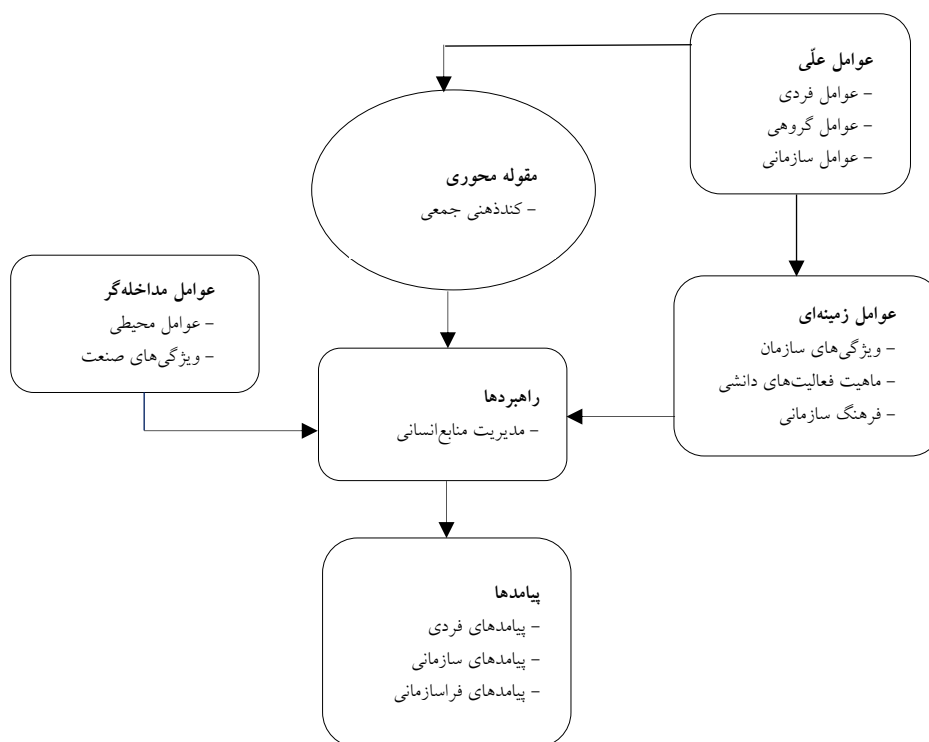 عوامل علّی
– عوامل فردی
– عوامل گروهی
– عوامل سازمانی
مقوله محوری
– کندذهنی جمعی
عوامل زمینه‌ای
– ویژگی‌های سازمان
– ماهیت فعالیت‌های دانشی
– فرهنگ سازمانی
عوامل مداخله‌گر
– عوامل محیطی
– ویژگی‌های صنعت
راهبردها
– مدیریت منابع‌انسانی
پیامدها
– پیامدهای فردی
– پیامدهای سازمانی
– پیامدهای فراسازمانی